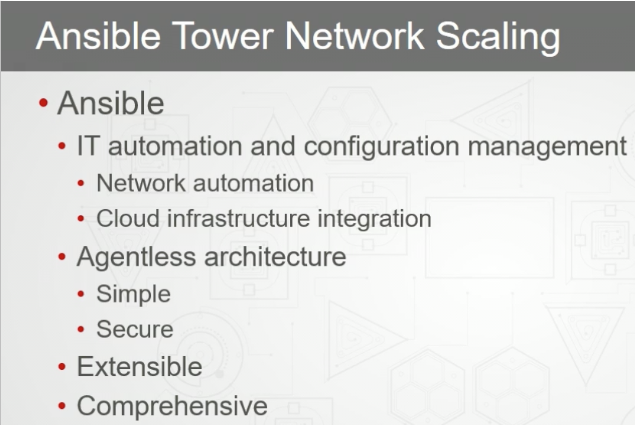 Ansible Tower Network Scaling
• Ansible
• IT automation and configuration management
• Network automation
• Cloud infrastructure integration
• Agentless architecture
• Simple
• Secure
• Extensible
• Comprehensive